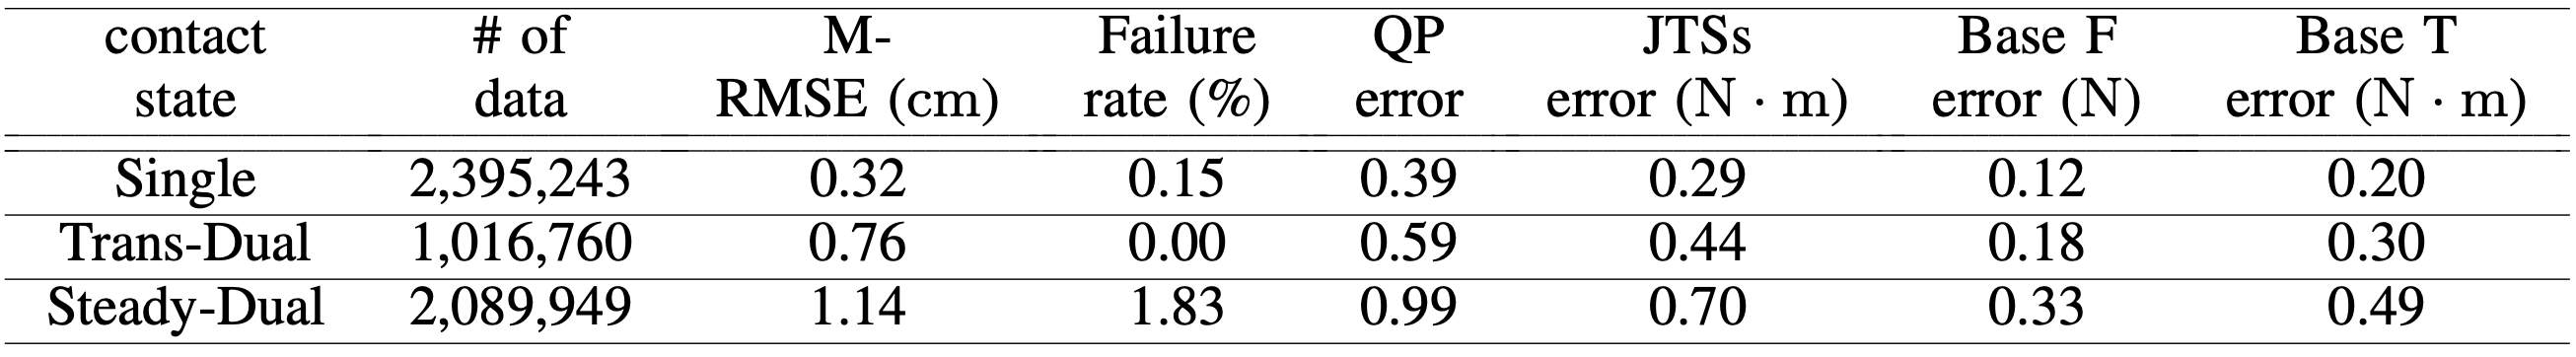 contact # of M- Failure QP JTSs Base F Base T
state data RMSE (cm) rate (%) error error (N · m) error (N) error (N · m)
Single 2,395,243 0.32 0.15 0.39 0.29 0.12 0.20
Trans-Dual 1,016,760 0.76 0.00 0.59 0.44 0.18 0.30
Steady-Dual 2,089,949 1.14 1.83 0.99 0.70 0.33 0.49